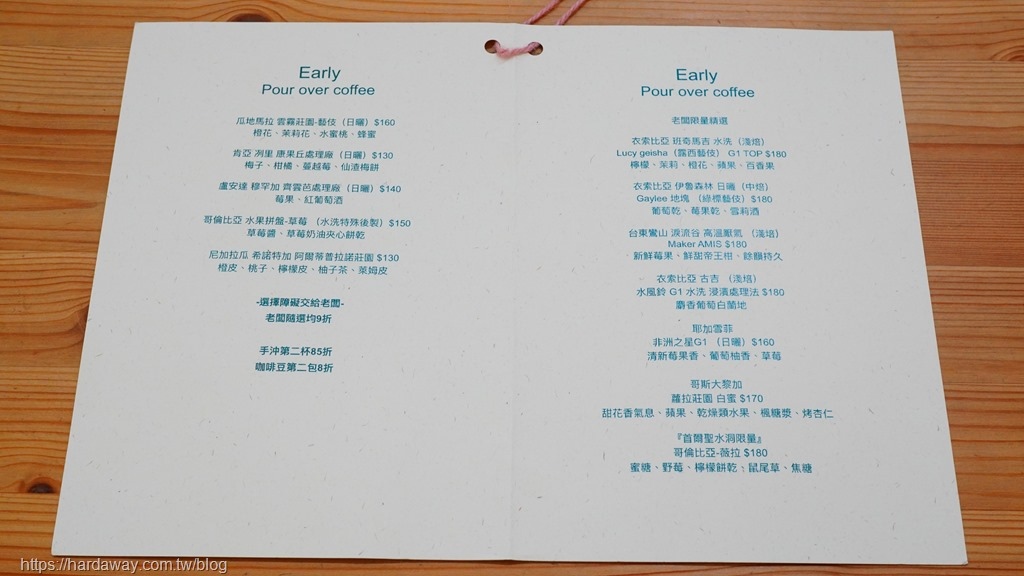 Early
Pour over coffee
瓜地馬拉 雲霧莊園-藝伎（日曬）$160
橙花、茉莉花、水蜜桃、蜂蜜
肯亞 冽里 康果丘處理廠（日曬）$130
梅子、柑橘、蔓越莓、仙渣梅餅
盧安達 穆罕加 齊雲芭處理廠（日曬）$140
莓果、紅葡萄酒
哥倫比亞 水果拼盤-草莓 （水洗特殊後製）$150
草莓醬、草莓奶油夾心餅乾
尼加拉瓜 希諾特加 阿爾蒂普拉諾莊園 $130
橙皮、桃子、檸檬皮、柚子茶、萊姆皮
-選擇障礙交給老闆-
老闆隨選均9折
手沖第二杯85折
咖啡豆第二包8折
Early
Pour over coffee
老闆限量精選
衣索比亞 班奇馬吉 水洗（淺焙）
Lucy geisha（露西藝伎） G1 TOP $180
檸檬、茉莉、橙花、蘋果、百香果
衣索比亞 伊魯森林 日曬（中焙）
Gaylee 地塊 （綠標藝伎）$180
葡萄乾、莓果乾、雪莉酒
台東鸞山 淚流谷 高溫厭氧 （淺焙）
Maker AMIS $180
新鮮莓果、鮮甜帝王柑、餘韻持久
衣索比亞 古吉 （淺焙）
水風鈴 G1 水洗 浸漬處理法 $180
麝香葡萄白蘭地
耶加雪菲
非洲之星G1 （日曬）$160
清新莓果香、葡萄柚香、草莓
哥斯大黎加
蘿拉莊園 白蜜 $170
甜花香氣息、蘋果、乾燥類水果、楓糖漿、烤杏仁
『首爾聖水洞限量』
哥倫比亞-薇拉 $180
蜜糖、野莓、檸檬餅乾、鼠尾草、焦糖
https://hardaway.com.tw/blog